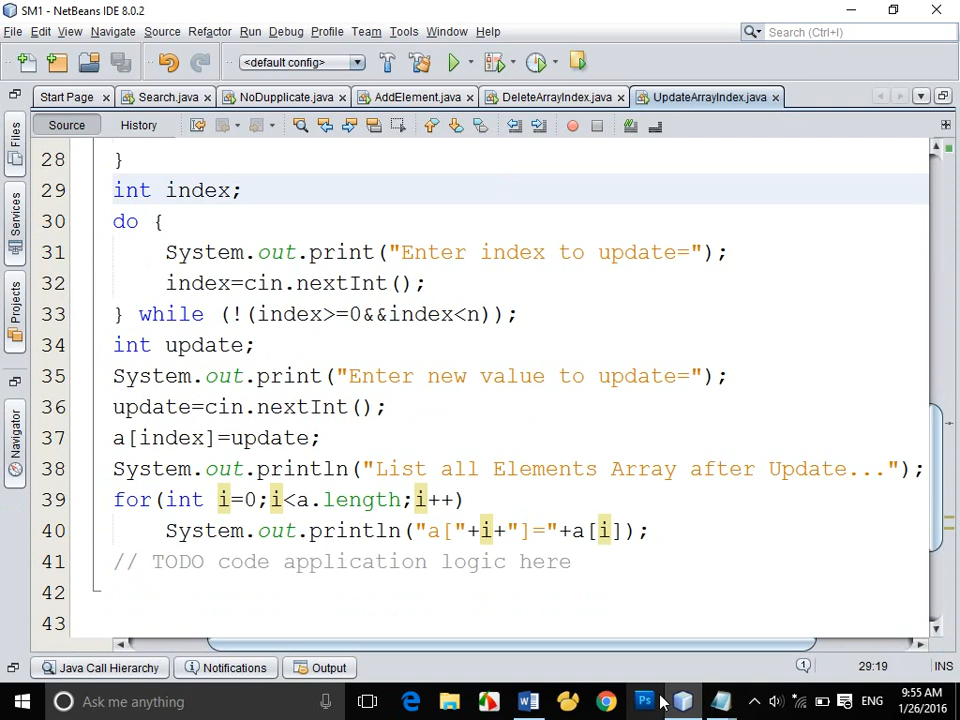 SM1 - NetBeans IDE 8.0.2
File Edit View Navigate Source Refactor Run Debug Profile Team Tools Window Help
Search (Ctrl+I)
<default config>
Start Page Search.java NoDupplicate.java AddElement.java DeleteArrayIndex.java UpdateArrayIndex.java
Source History
Files
Services
Projects
Navigator
28 }
29 int index;
30 do {
31 System.out.print("Enter index to update=");
32 index=cin.nextInt();
33 } while (!(index>=0&&index<n));
34 int update;
35 System.out.print("Enter new value to update=");
36 update=cin.nextInt();
37 a[index]=update;
38 System.out.println("List all Elements Array after Update...");
39 for(int i=0;i<a.length;i++)
40 System.out.println("a["+i+"]="+a[i]);
41 // TODO code application logic here
42
43
Java Call Hierarchy Notifications Output
1 29:19 INS
Ask me anything
Ps
ENG
9:55 AM
1/26/2016